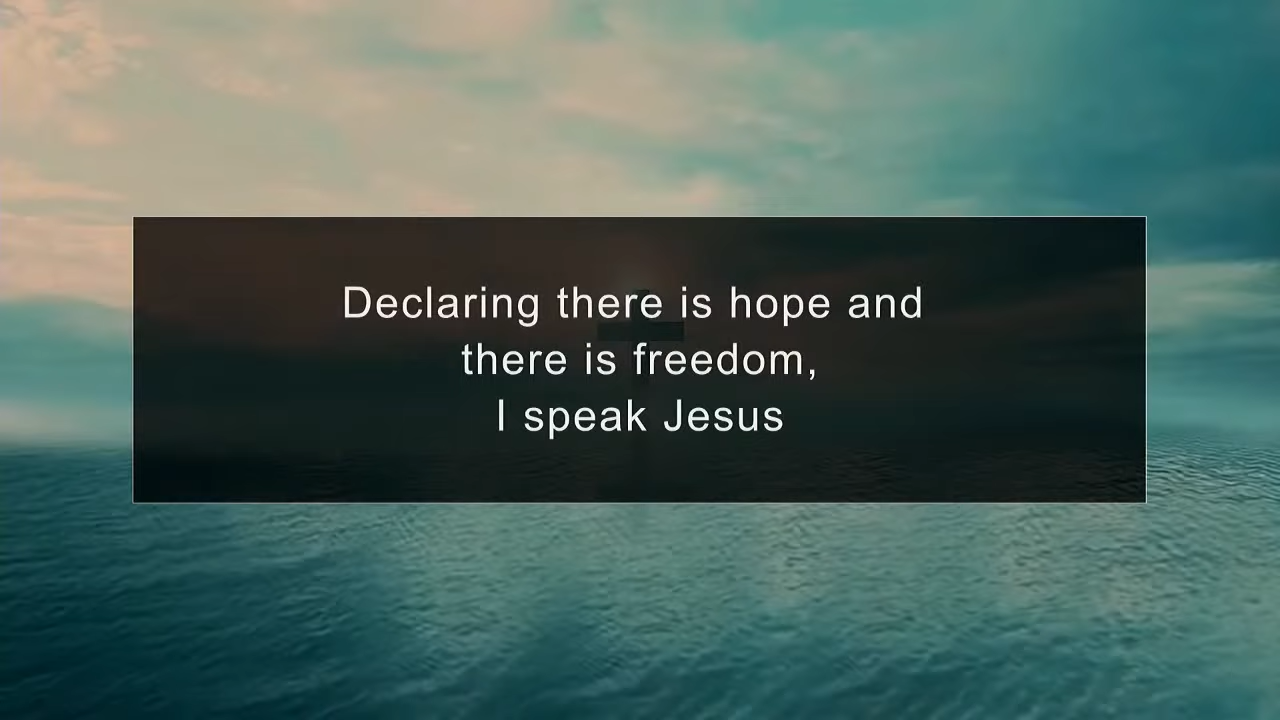 Declaring there is hope and
there is freedom,
I speak Jesus